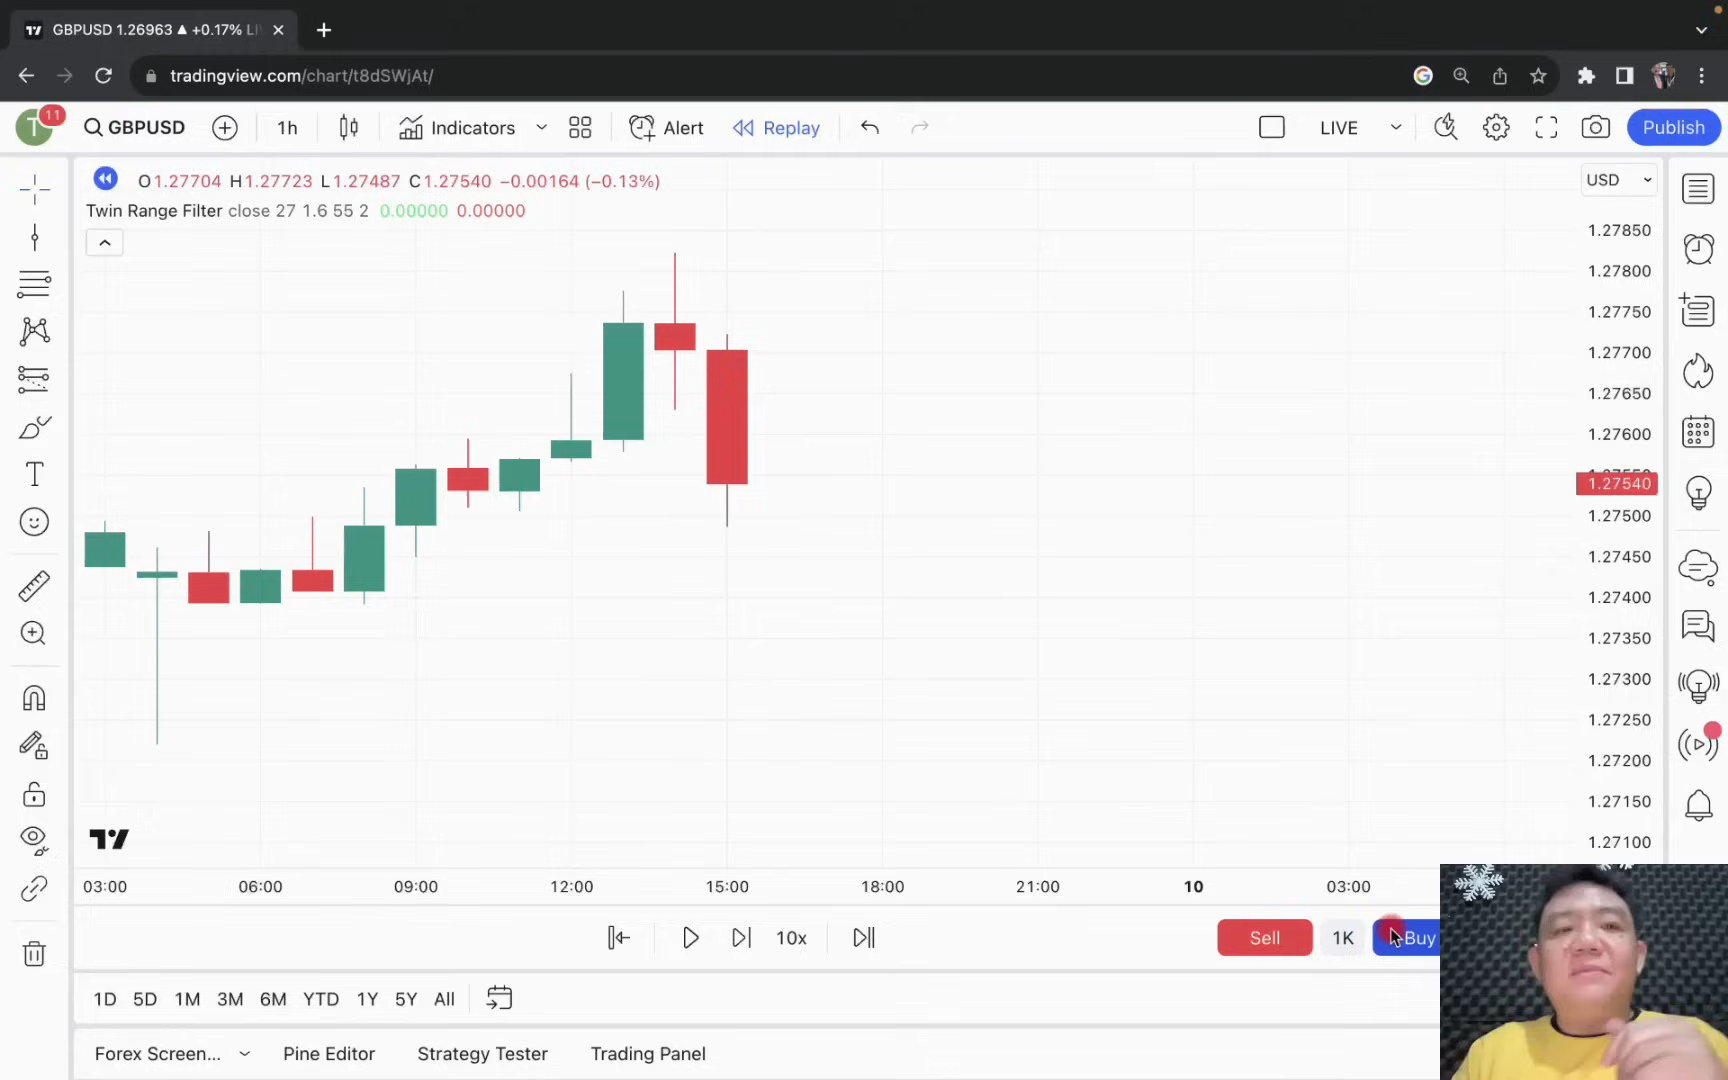 GBPUSD 1.26963 ▲ +0.17% LI
tradingview.com/chart/t8dSWjAt/
T 11 GBPUSD 1h Indicators Alert Replay LIVE Publish
O1.27704 H1.27723 L1.27487 C1.27540 −0.00164 (−0.13%) USD
Twin Range Filter close 27 1.6 55 2 0.00000 0.00000
1.27850
1.27800
1.27750
1.27700
1.27650
1.27600
1.27550
1.27540
1.27500
1.27450
1.27400
1.27350
1.27300
1.27250
1.27200
1.27150
1.27100
03:00 06:00 09:00 12:00 15:00 18:00 21:00 10 03:00
10x Sell 1K Buy
1D 5D 1M 3M 6M YTD 1Y 5Y All
Forex Screen... Pine Editor Strategy Tester Trading Panel